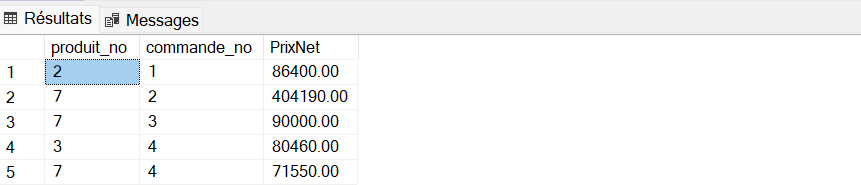 Résultats Messages
produit_no commande_no PrixNet
1 2 1 86400.00
2 7 2 404190.00
3 7 3 90000.00
4 3 4 80460.00
5 7 4 71550.00